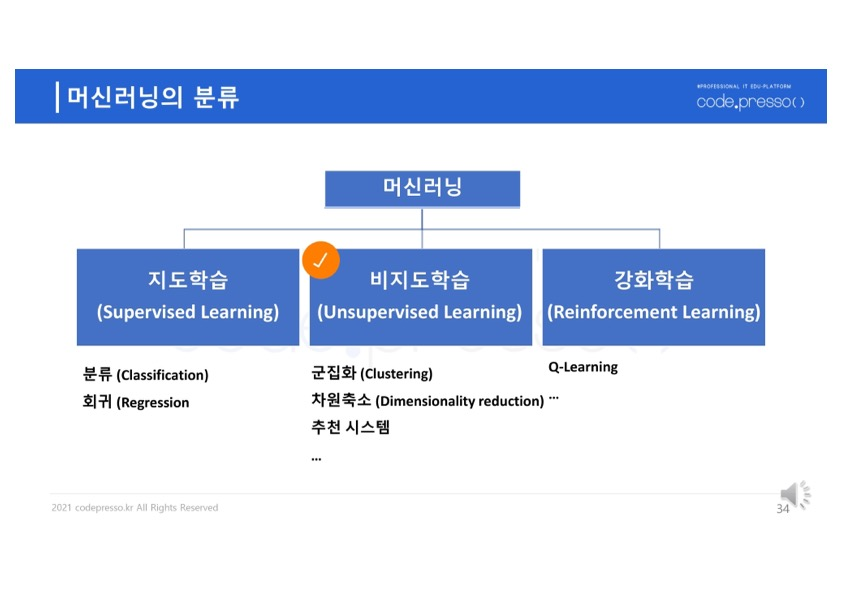 머신러닝의 분류
#PROFESSIONAL IT EDU-PLATFORM
code.presso()
머신러닝
지도학습
(Supervised Learning)
비지도학습
(Unsupervised Learning)
강화학습
(Reinforcement Learning)
분류 (Classification)
회귀 (Regression
군집화 (Clustering)
차원축소 (Dimensionality reduction)
추천 시스템
...
Q-Learning
...
2021 codepresso.kr All Rights Reserved
34